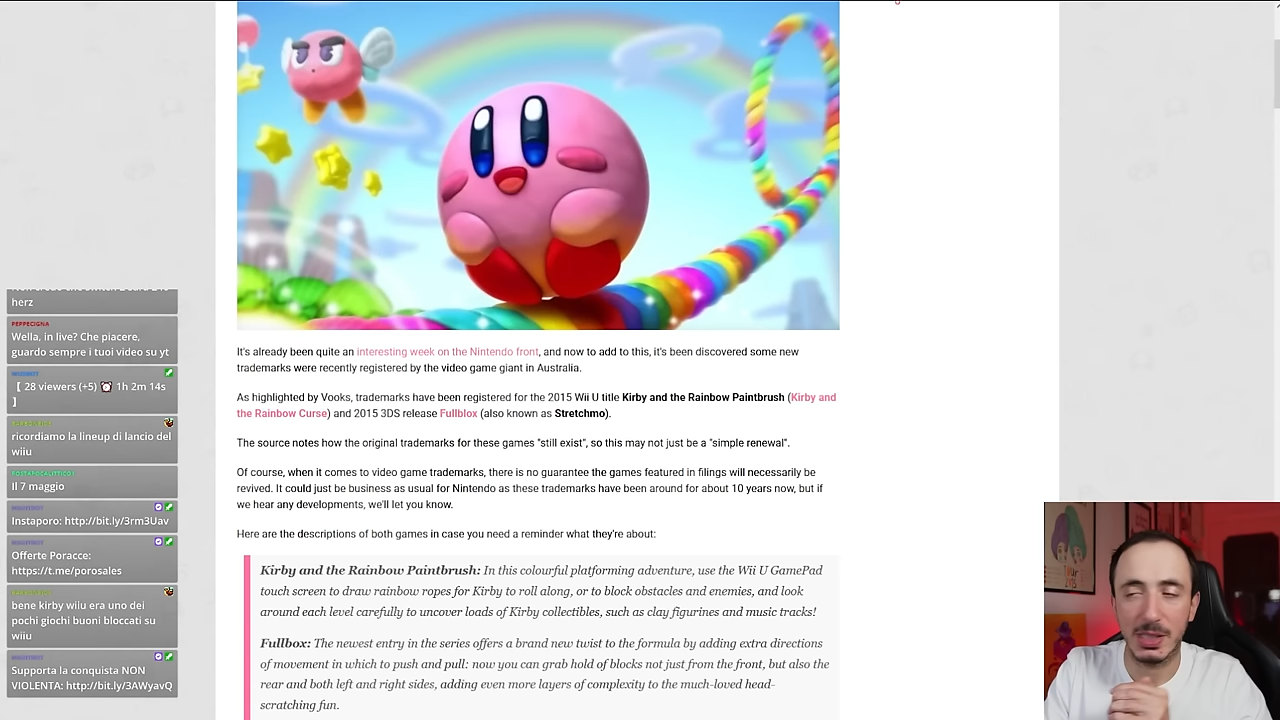 It's already been quite an interesting week on the Nintendo front, and now to add to this, it's been discovered some new
trademarks were recently registered by the video game giant in Australia.
As highlighted by Vooks, trademarks have been registered for the 2015 Wii U title Kirby and the Rainbow Paintbrush (Kirby and
the Rainbow Curse) and 2015 3DS release Fullblox (also known as Stretchmo).
The source notes how the original trademarks for these games "still exist", so this may not just be a "simple renewal".
Of course, when it comes to video game trademarks, there is no guarantee the games featured in filings will necessarily be
revived. It could just be business as usual for Nintendo as these trademarks have been around for about 10 years now, but if
we hear any developments, we'll let you know.
Here are the descriptions of both games in case you need a reminder what they're about:
Kirby and the Rainbow Paintbrush: In this colourful platforming adventure, use the Wii U GamePad
touch screen to draw rainbow ropes for Kirby to roll along, or to block obstacles and enemies, and look
around each level carefully to uncover loads of Kirby collectibles, such as clay figurines and music tracks!
Fullbox: The newest entry in the series offers a brand new twist to the formula by adding extra directions
of movement in which to push and pull: now you can grab hold of blocks not just from the front, but also the
rear and both left and right sides, adding even more layers of complexity to the much-loved head-
scratching fun.
herz
PEPPECIGNA
Wella, in live? Che piacere,
guardo sempre i tuoi video su yt
【 28 viewers (+5) ⏰ 1h 2m 14s
】
ricordiamo la lineup di lancio del
wiiu
Il 7 maggio
Instaporo: http://bit.ly/3rm3Uav
Offerte Poracce:
https://t.me/porosales
bene kirby wiiu era uno dei
pochi giochi buoni bloccati su
wiiu
Supporta la conquista NON
VIOLENTA: http://bit.ly/3AWyavQ